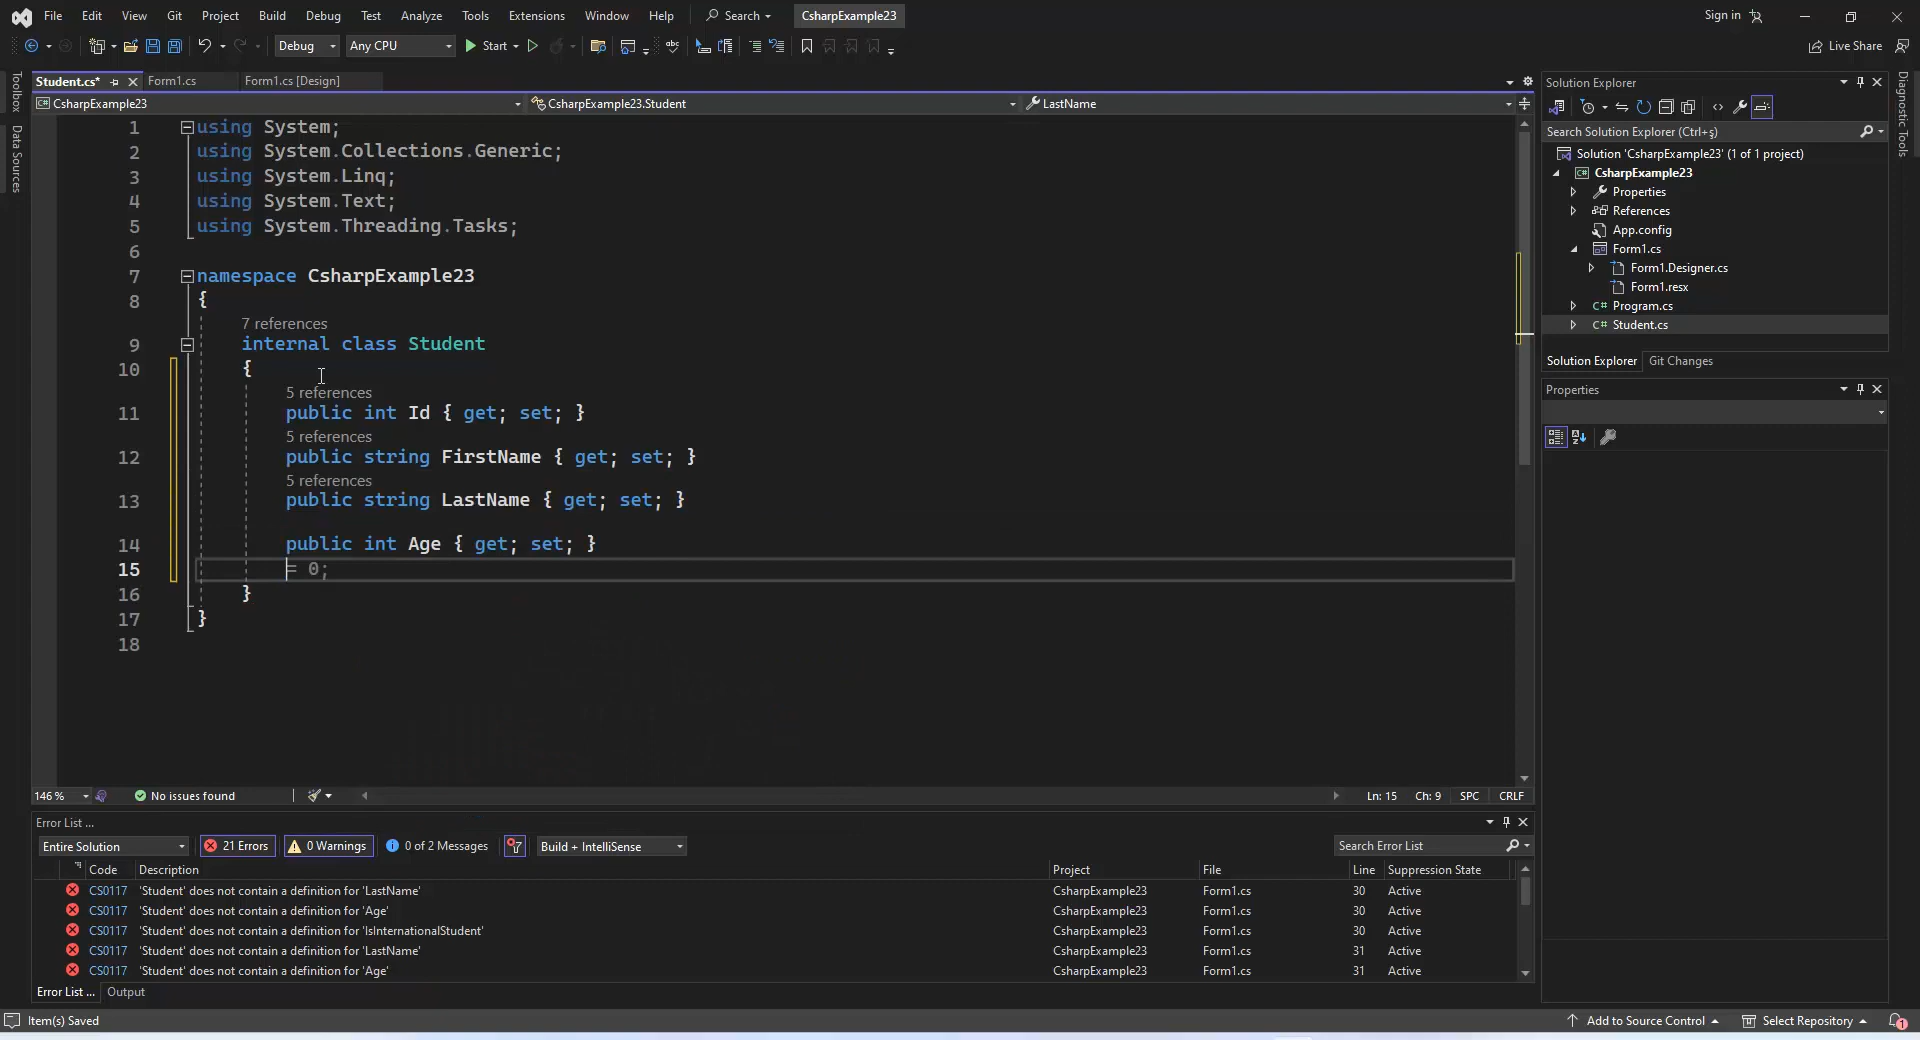 File Edit View Git Project Build Debug Test Analyze Tools Extensions Window Help Search CsharpExample23 Sign in
Debug Any CPU Start Live Share
Student.cs* Form1.cs Form1.cs [Design]
CsharpExample23 CsharpExample23.Student LastName
Toolbox
Data Sources
1 using System;
2 using System.Collections.Generic;
3 using System.Linq;
4 using System.Text;
5 using System.Threading.Tasks;
6
7 namespace CsharpExample23
8 {
7 references
9 internal class Student
10 {
5 references
11 public int Id { get; set; }
5 references
12 public string FirstName { get; set; }
5 references
13 public string LastName { get; set; }
14 public int Age { get; set; }
15 = 0;
16 }
17 }
18
146 % No issues found Ln: 15 Ch: 9 SPC CRLF
Error List ...
Entire Solution 21 Errors 0 Warnings 0 of 2 Messages Build + IntelliSense Search Error List
Code Description Project File Line Suppression State
CS0117 'Student' does not contain a definition for 'LastName' CsharpExample23 Form1.cs 30 Active
CS0117 'Student' does not contain a definition for 'Age' CsharpExample23 Form1.cs 30 Active
CS0117 'Student' does not contain a definition for 'IsInternationalStudent' CsharpExample23 Form1.cs 30 Active
CS0117 'Student' does not contain a definition for 'LastName' CsharpExample23 Form1.cs 31 Active
CS0117 'Student' does not contain a definition for 'Age' CsharpExample23 Form1.cs 31 Active
Error List ... Output
Solution Explorer
Search Solution Explorer (Ctrl+ş)
Solution 'CsharpExample23' (1 of 1 project)
CsharpExample23
Properties
References
App.config
Form1.cs
Form1.Designer.cs
Form1.resx
C# Program.cs
C# Student.cs
Solution Explorer Git Changes
Properties
Diagnostic Tools
Item(s) Saved Add to Source Control Select Repository 1